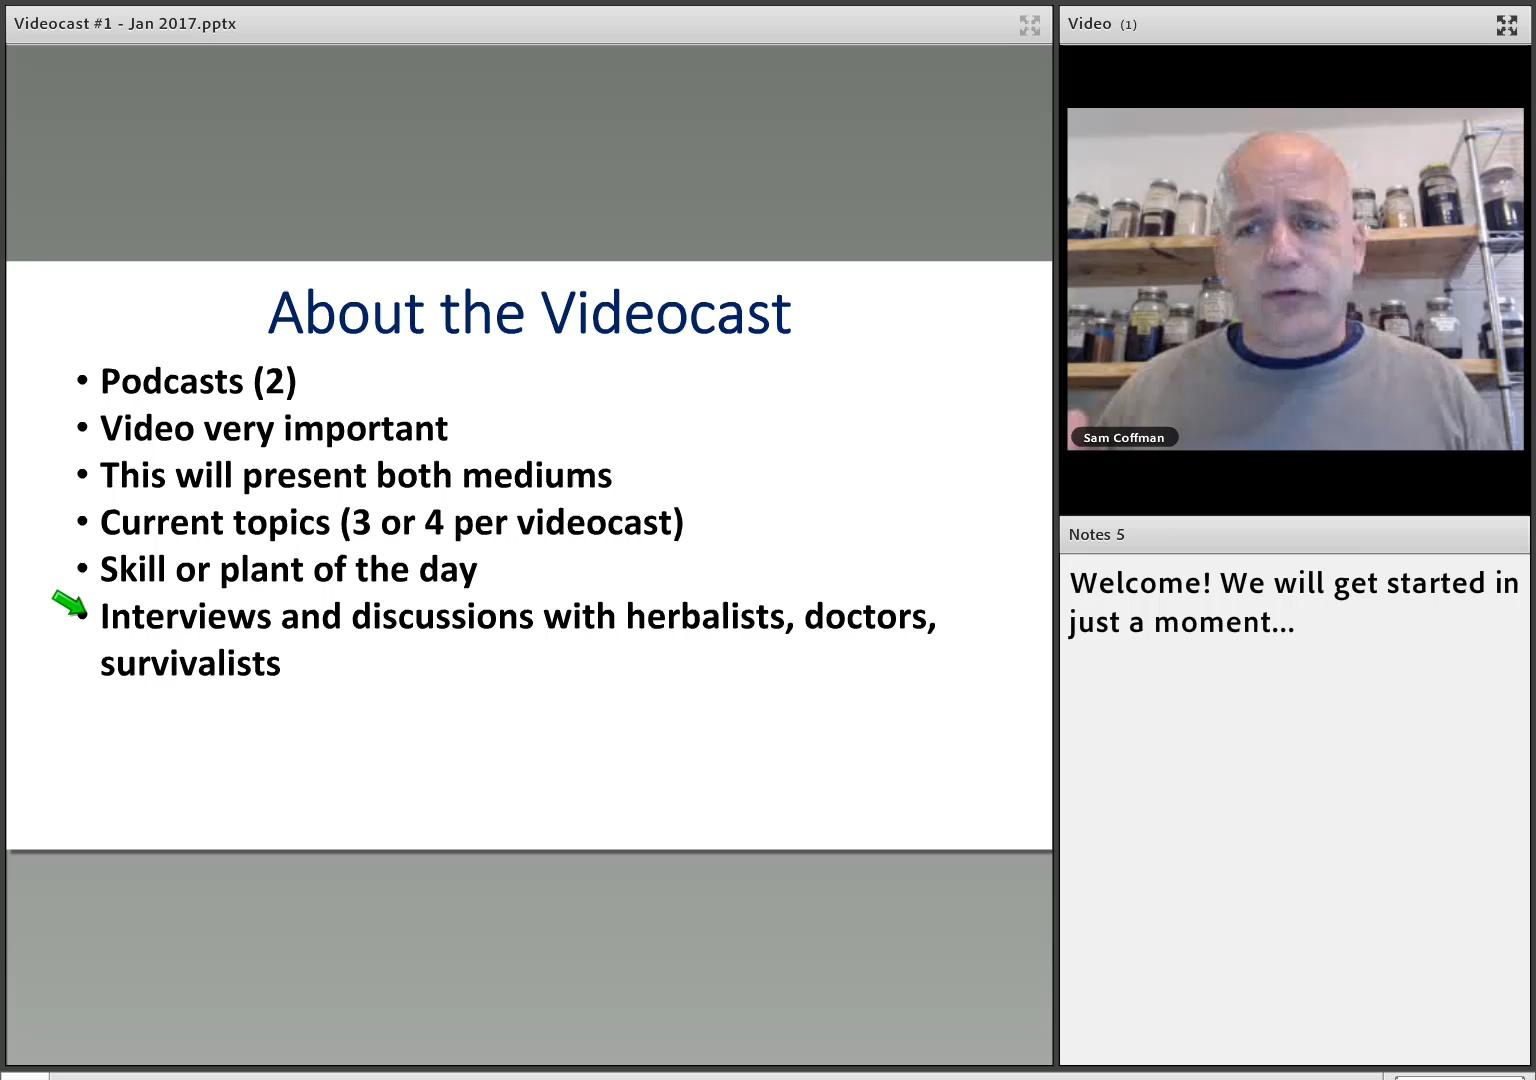 Videocast #1 - Jan 2017.pptx
About the Videocast
• Podcasts (2)
• Video very important
• This will present both mediums
• Current topics (3 or 4 per videocast)
• Skill or plant of the day
• Interviews and discussions with herbalists, doctors,
survivalists
Video (1)
Sam Coffman
Notes 5
Welcome! We will get started in
just a moment...